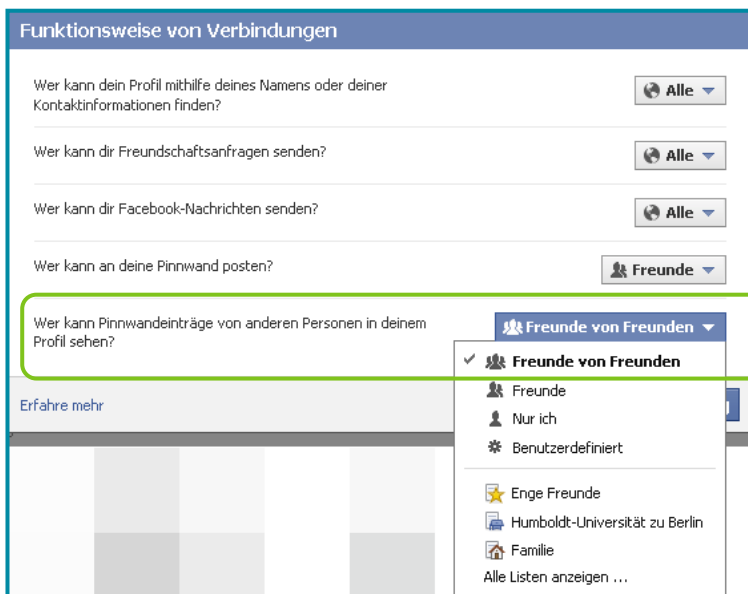 Funktionsweise von Verbindungen
Wer kann dein Profil mithilfe deines Namens oder deiner
Kontaktinformationen finden?
Alle
Wer kann dir Freundschaftsanfragen senden?
Alle
Wer kann dir Facebook-Nachrichten senden?
Alle
Wer kann an deine Pinnwand posten?
Freunde
Wer kann Pinnwandeinträge von anderen Personen in deinem
Profil sehen?
Freunde von Freunden
Freunde von Freunden
Freunde
Nur ich
Benutzerdefiniert
Enge Freunde
Humboldt-Universität zu Berlin
Familie
Alle Listen anzeigen ...
Erfahre mehr